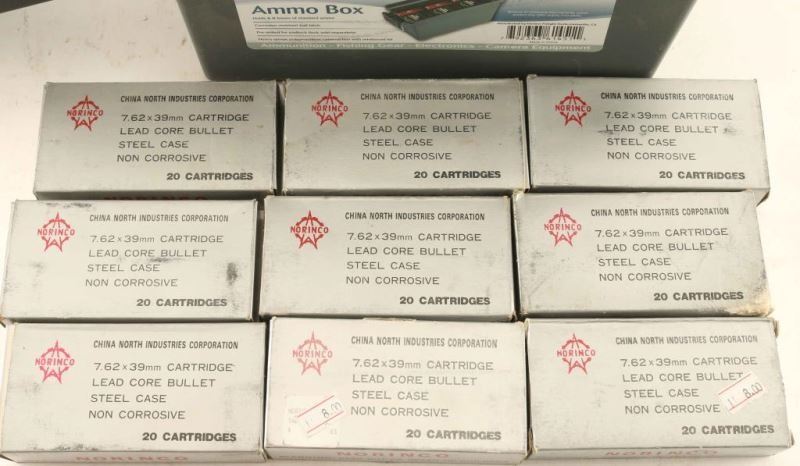 Ammo Box
Ammunition - Fishing Gear - Electronics - Camera Equipment
NORINCO
CHINA NORTH INDUSTRIES CORPORATION
7.62×39mm CARTRIDGE
LEAD CORE BULLET
STEEL CASE
NON CORROSIVE
20 CARTRIDGES
NORINCO
NORINCO
CHINA NORTH INDUSTRIES CORPORATION
7.62×39mm CARTRIDGE
LEAD CORE BULLET
STEEL CASE
NON CORROSIVE
20 CARTRIDGES
NORINCO
CHINA NORTH INDUSTRIES CORPORATION
7.62×39mm CARTRIDGE
LEAD CORE BULLET
STEEL CASE
NON CORROSIVE
20 CARTRIDGES
NORINCO
CHINA NORTH INDUSTRIES CORPORATION
7.62×39mm CARTRIDGE
LEAD CORE BULLET
STEEL CASE
NON CORROSIVE
20 CARTRIDGES
NORINCO
CHINA NORTH INDUSTRIES CORPORATION
7.62×39mm CARTRIDGE
LEAD CORE BULLET
STEEL CASE
NON CORROSIVE
20 CARTRIDGES
NORINCO
CHINA NORTH INDUSTRIES CORPORATION
7.62×39mm CARTRIDGE
LEAD CORE BULLET
STEEL CASE
NON CORROSIVE
20 CARTRIDGES
NORINCO
CHINA NORTH INDUSTRIES CORPORATION
7.62×39mm CARTRIDGE
LEAD CORE BULLET
STEEL CASE
NON CORROSIVE
20 CARTRIDGES
NORINCO
NORINCO
CHINA NORTH INDUSTRIES CORPORATION
7.62×39mm CARTRIDGE
LEAD CORE BULLET
STEEL CASE
NON CORROSIVE
8.00
20 CARTRIDGES
NORINCO
NORINCO
CHINA NORTH INDUSTRIES CORPORATION
7.62×39mm CARTRIDGE
LEAD CORE BULLET
STEEL CASE
NON CORROSIVE
8.00
20 CARTRIDGES
NORINCO